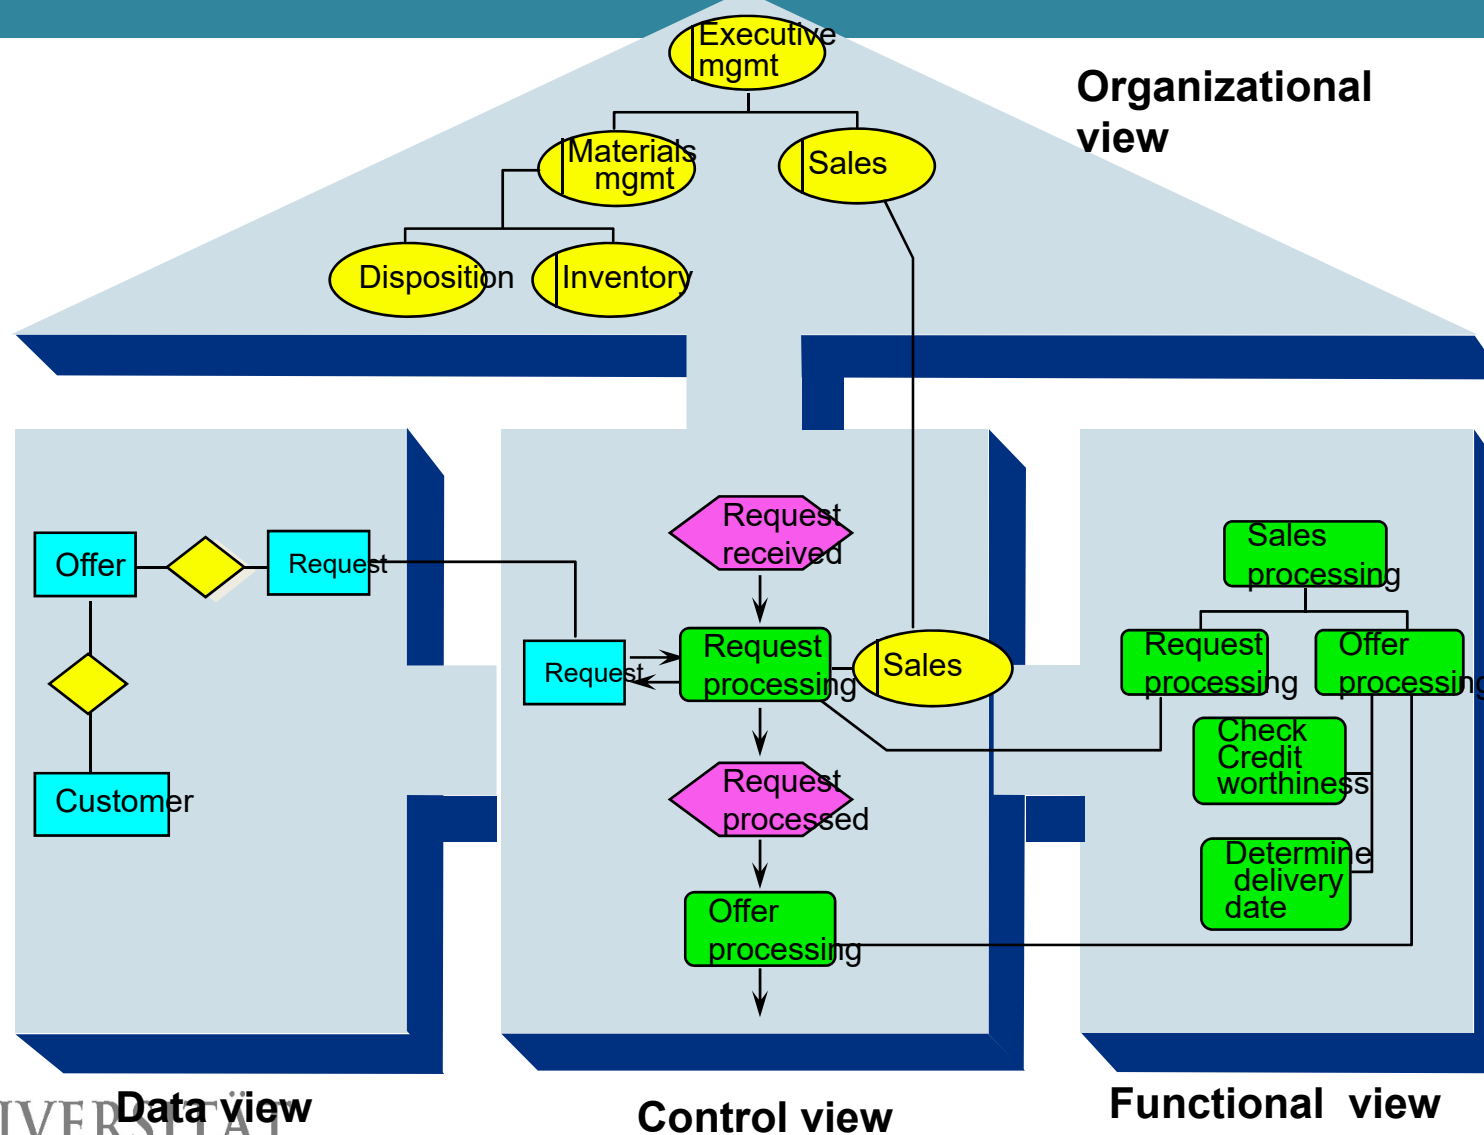 Executive
mgmt
Organizational
view
Materials
mgmt
Sales
Disposition
Inventory
Offer
Request
Customer
Request
received
Request
Request
processing
Sales
Request
processed
Offer
processing
Sales
processing
Request
processing
Offer
processing
Check
Credit
worthiness
Determine
delivery
date
Data view
Control view
Functional view